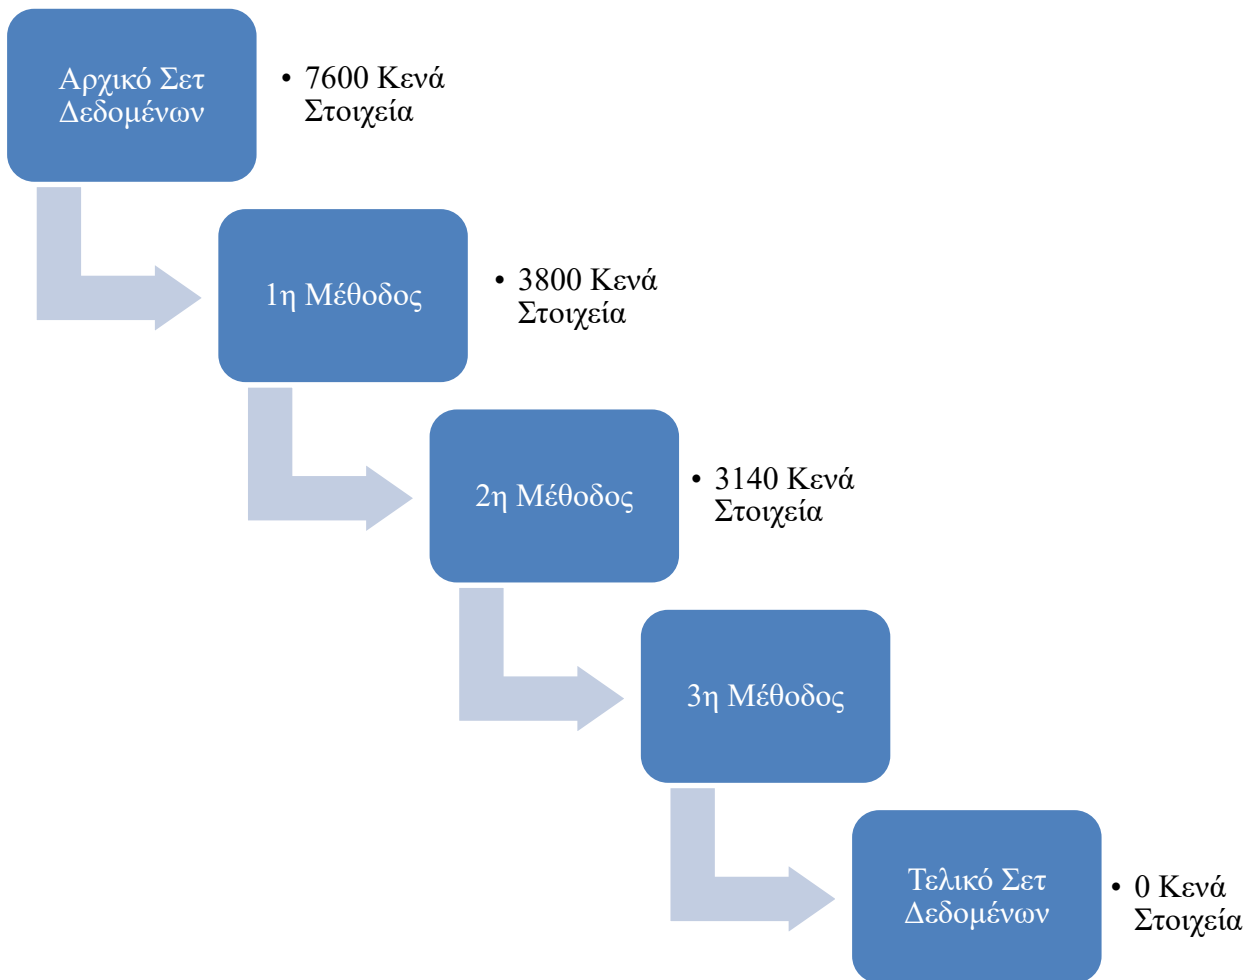 Αρχικό Σετ
Δεδομένων
• 7600 Κενά
Στοιχεία
1η Μέθοδος
• 3800 Κενά
Στοιχεία
2η Μέθοδος
• 3140 Κενά
Στοιχεία
3η Μέθοδος
Τελικό Σετ
Δεδομένων
• 0 Κενά
Στοιχεία